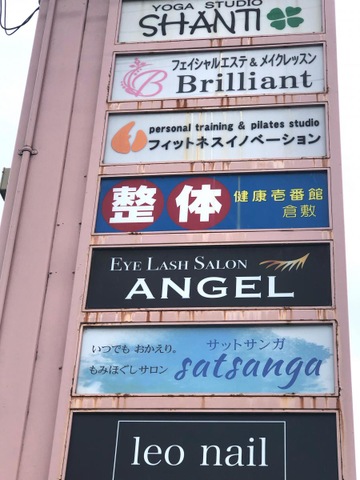 YOGA STUDIO
SHANTI
フェイシャルエステ&メイクレッスン
B Brilliant
personal training & pilates studio
フィットネスイノベーション
整体 健康壱番館
倉敷
EYE LASH SALON
ANGEL
サットサンガ
いつでも おかえり。
もみほぐしサロン satsanga
leo nail